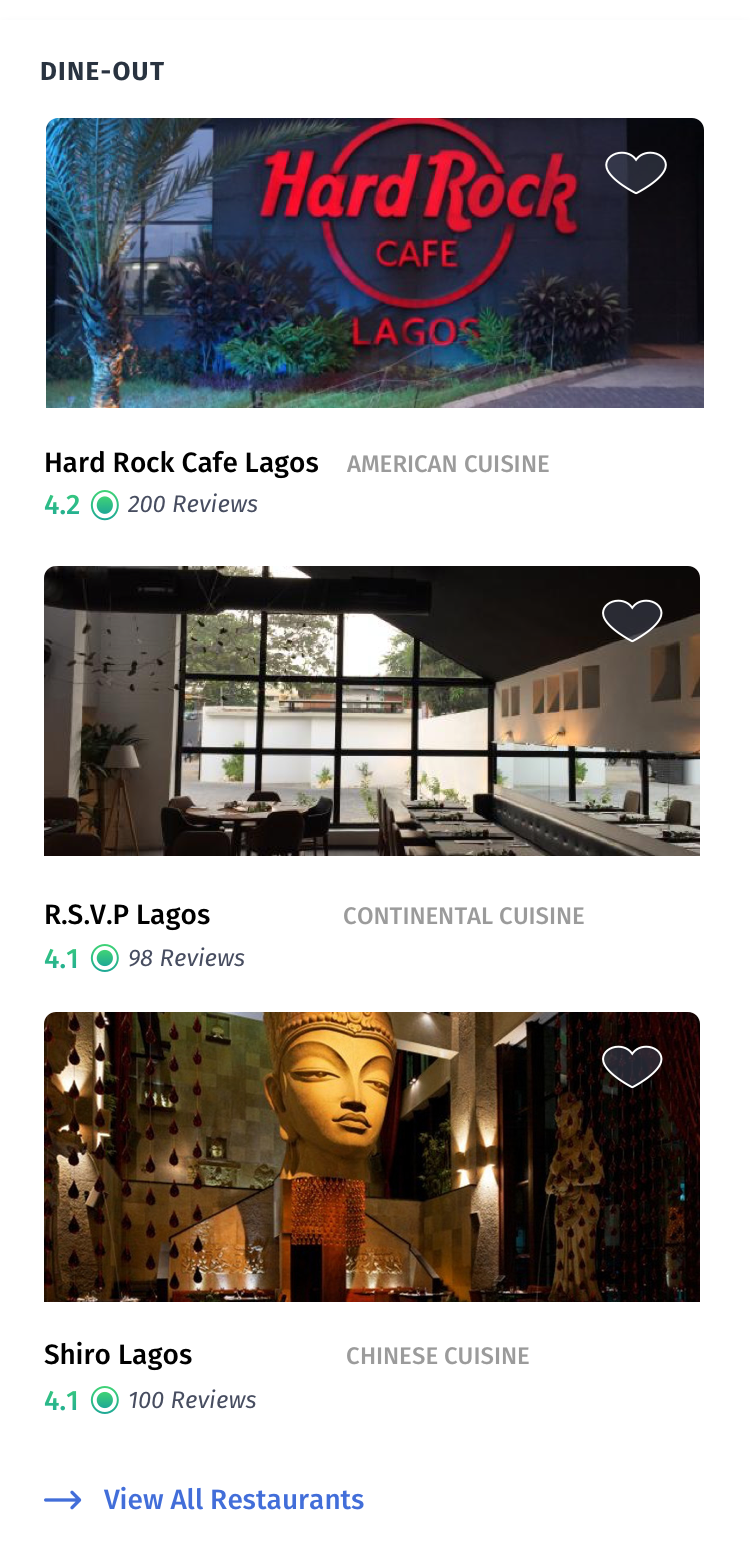 DINE-OUT
Hard Rock
CAFE
LAGOS
Hard Rock Cafe Lagos AMERICAN CUISINE
4.2 200 Reviews
R.S.V.P Lagos CONTINENTAL CUISINE
4.1 98 Reviews
Shiro Lagos CHINESE CUISINE
4.1 100 Reviews
View All Restaurants